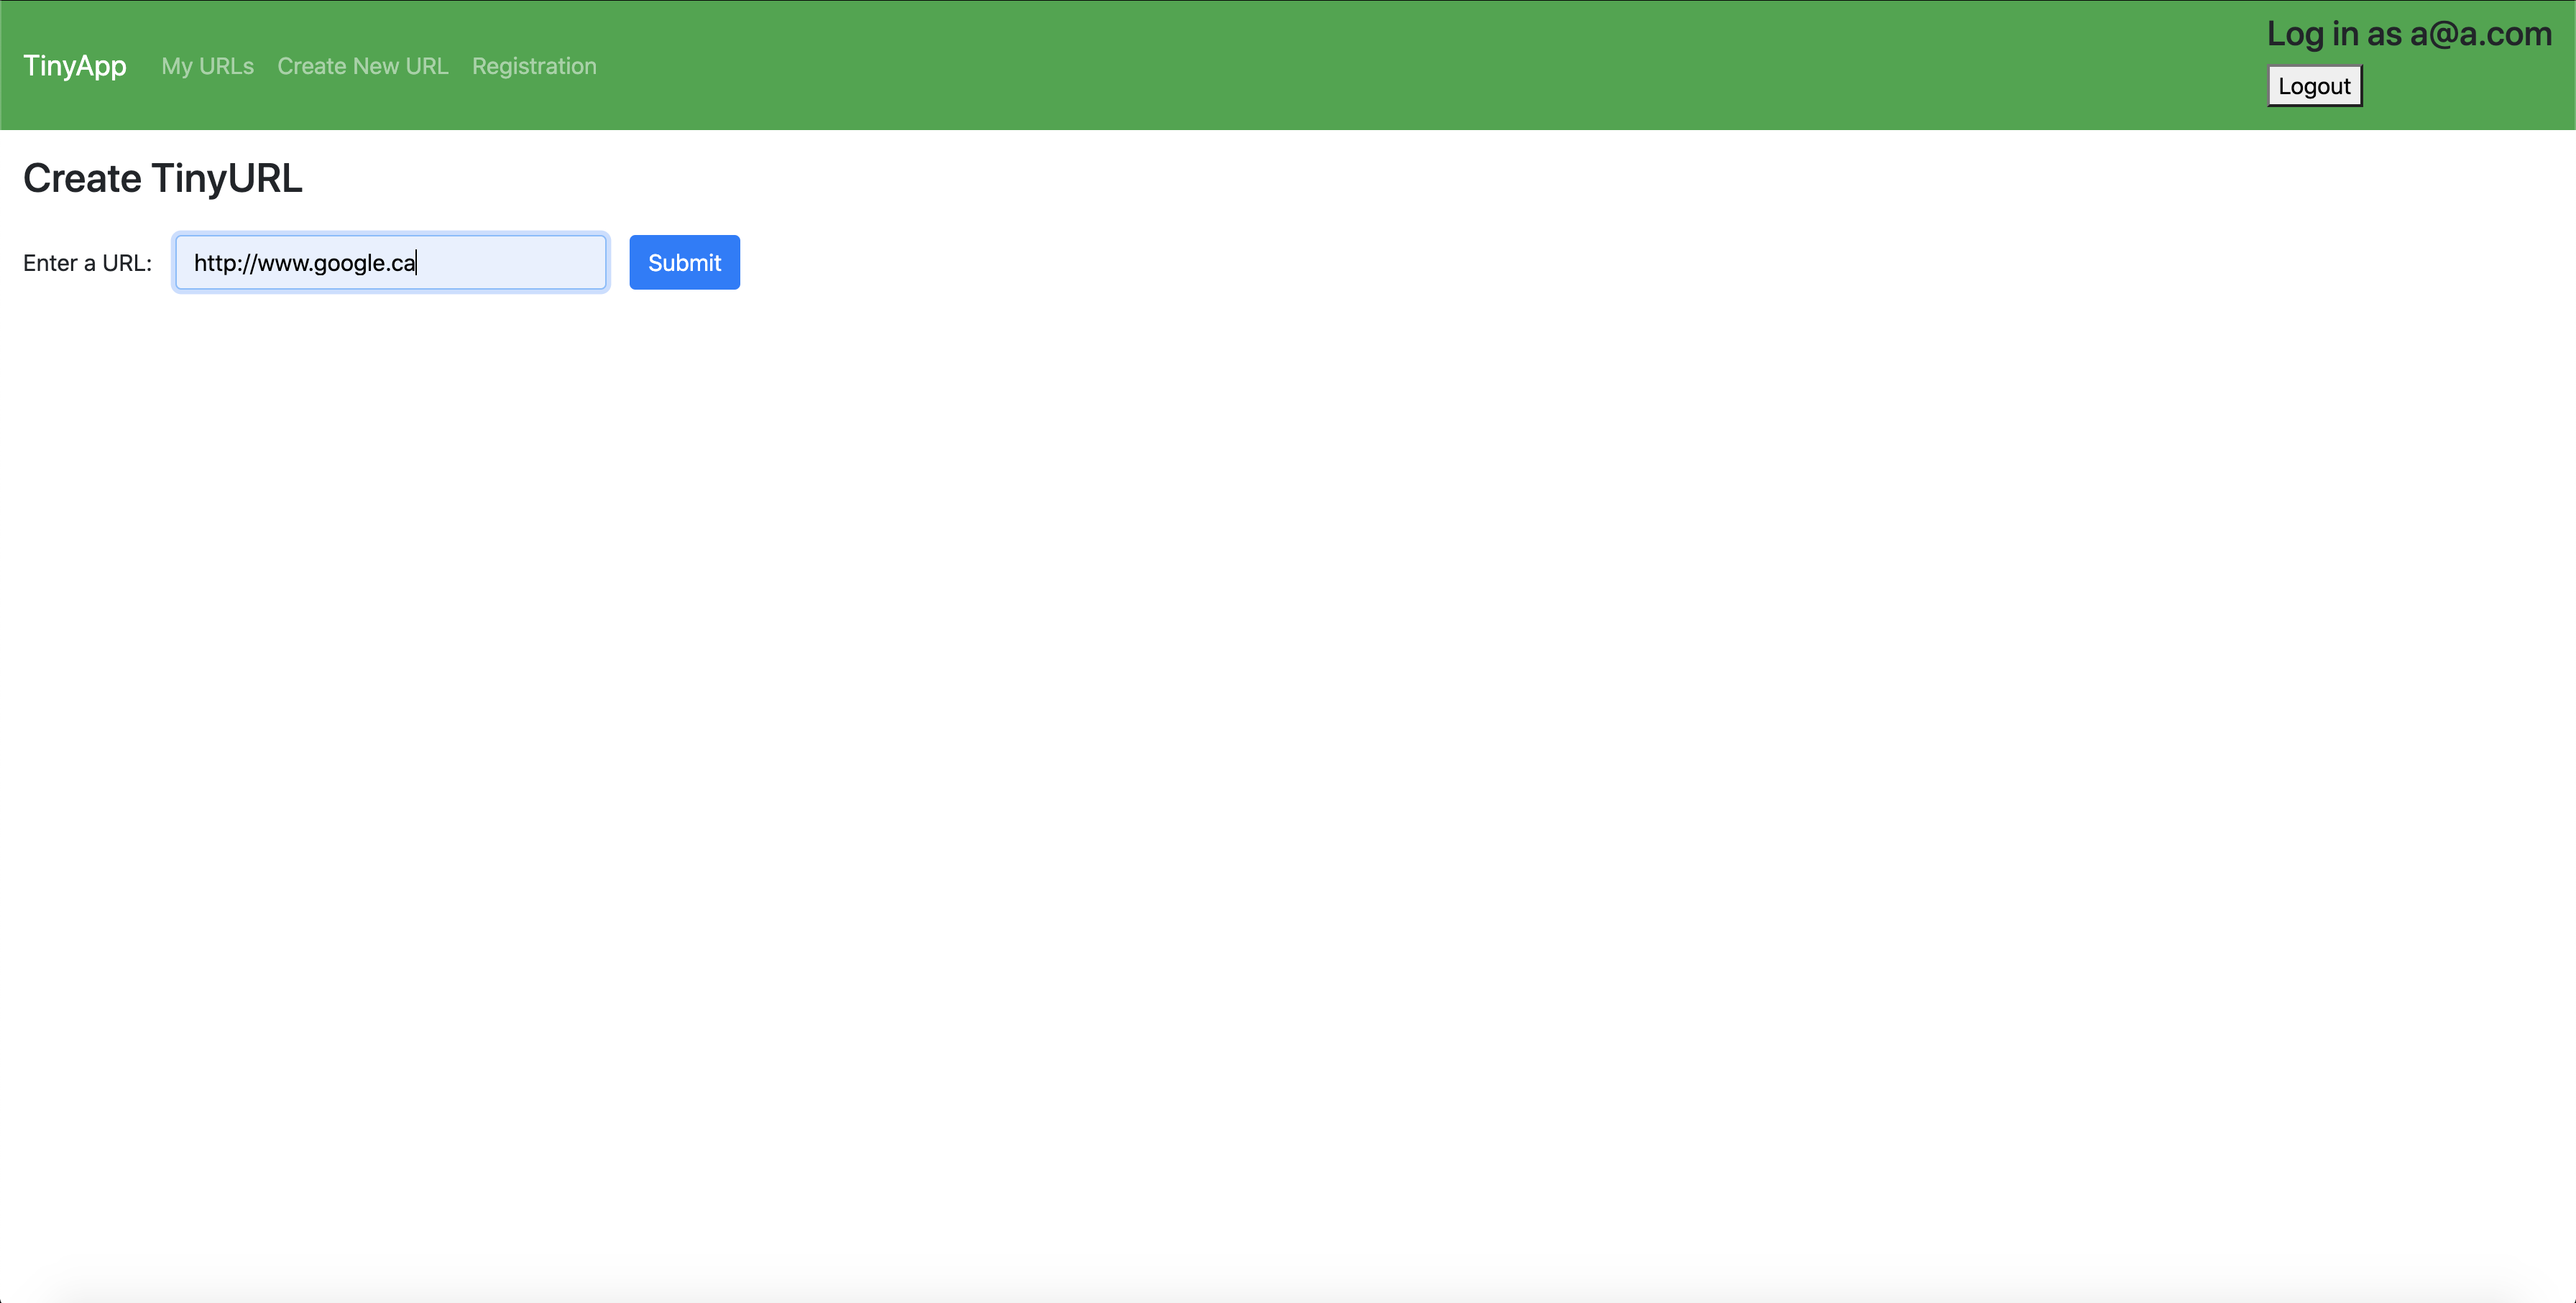 TinyApp My URLs Create New URL Registration
Log in as a@a.com
Logout
Create TinyURL
Enter a URL: http://www.google.ca Submit